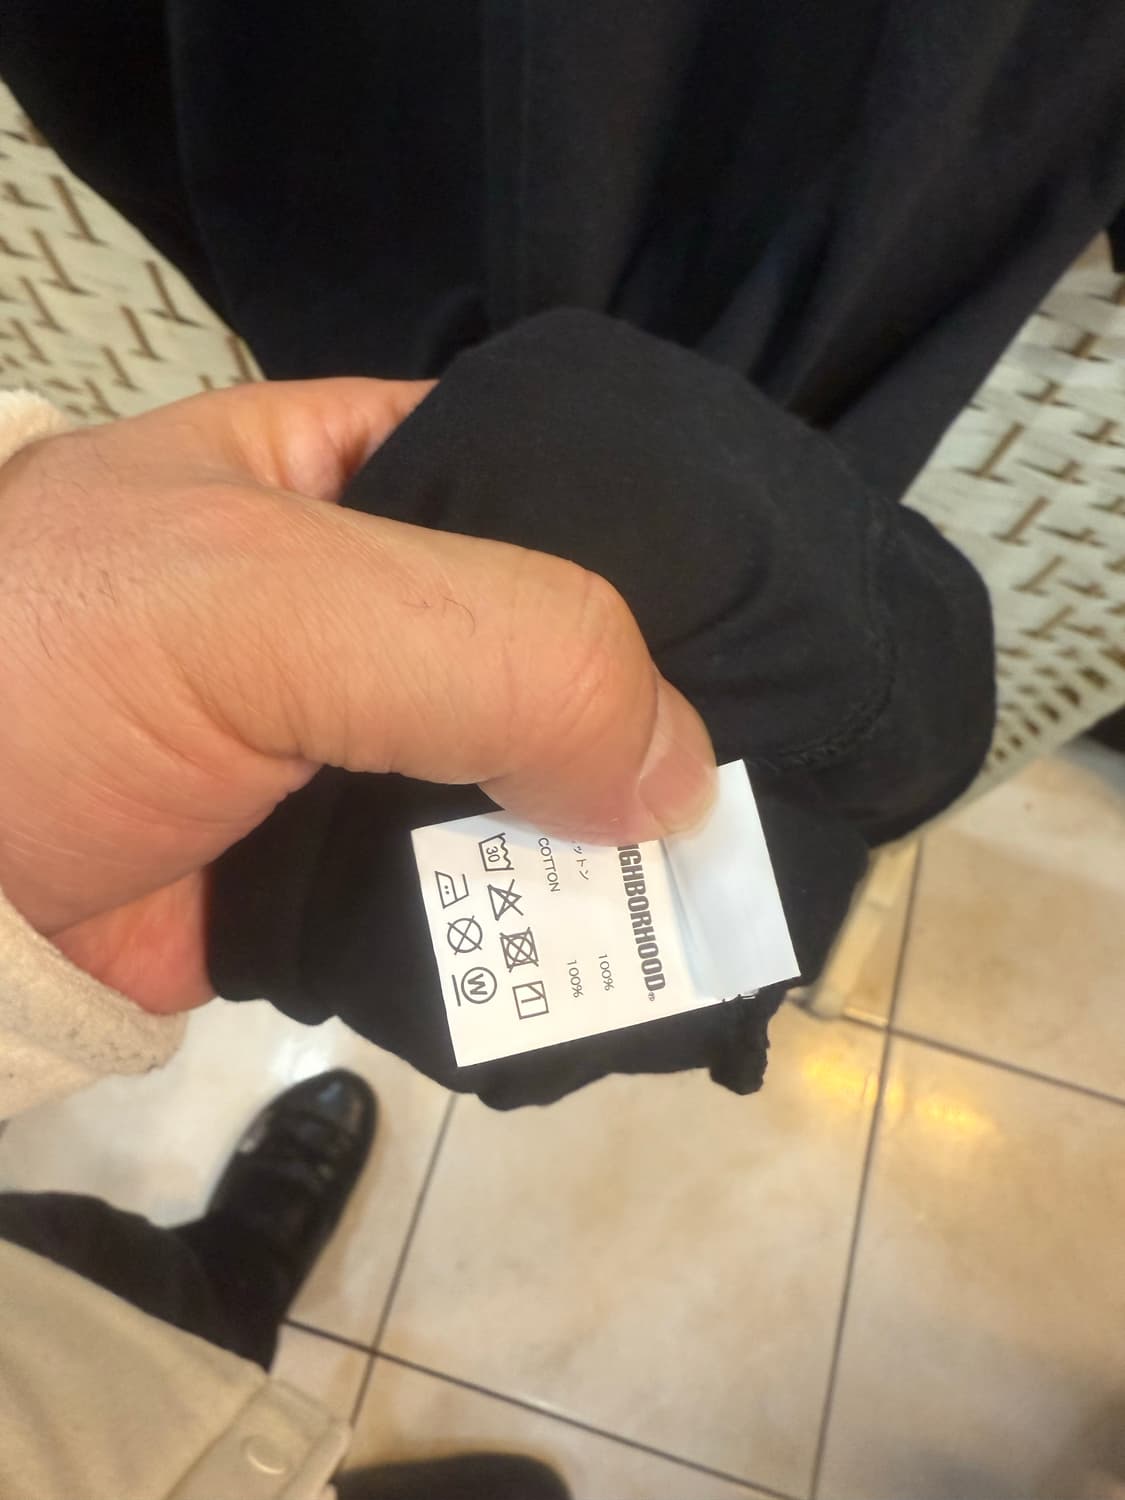 IGHBORHOOD®
ットン 100%
COTTON 100%
30
W